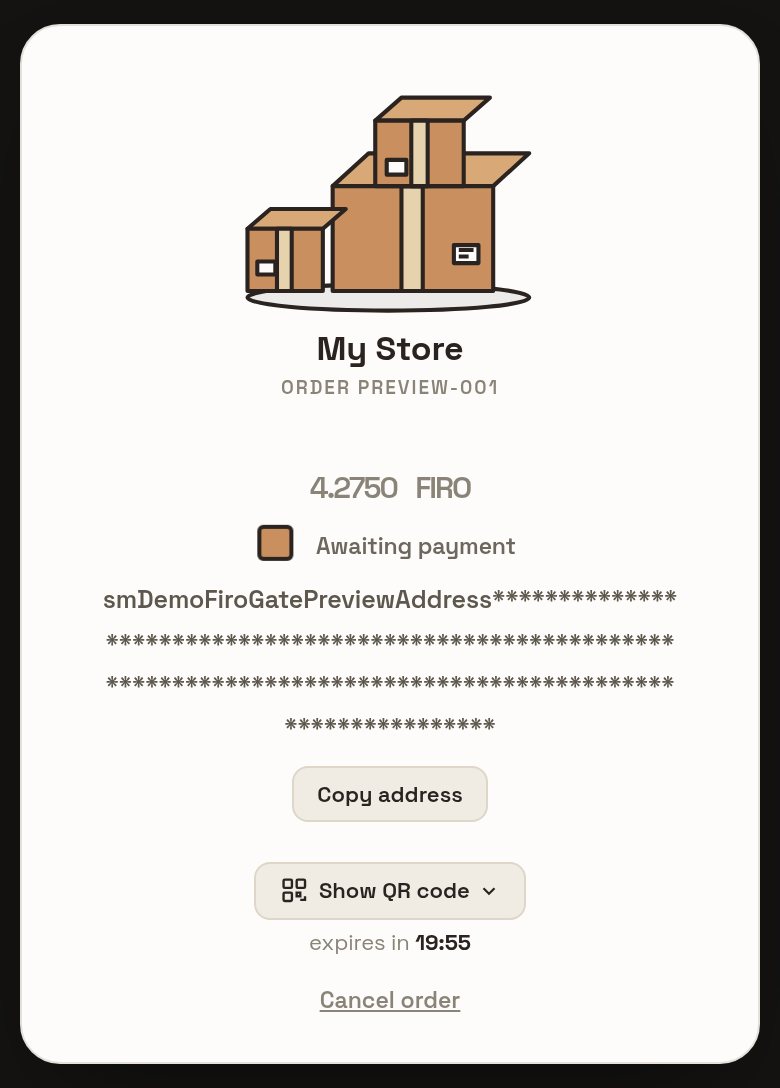 My Store
ORDER PREVIEW-001
4.2750 FIRO
Awaiting payment
smDemoFiroGatePreviewAddress**************
*******************************************
*******************************************
****************
Copy address
Show QR code
expires in 19:55
Cancel order